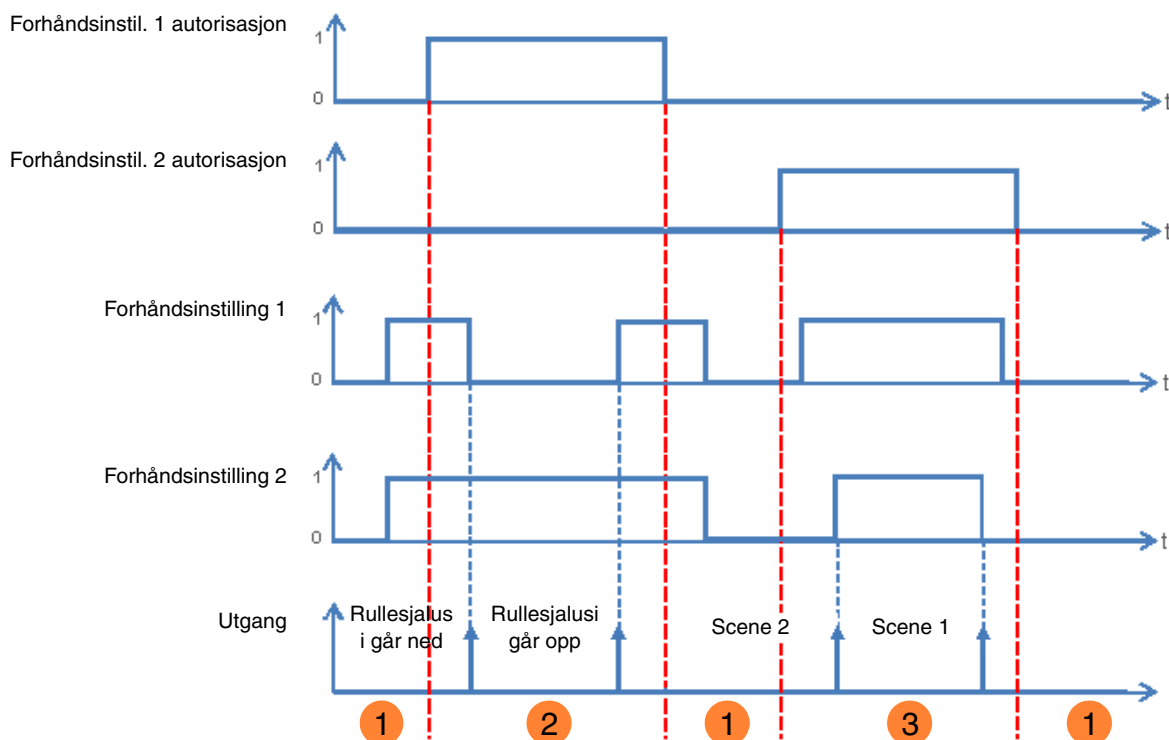 Forhåndsinstil. 1 autorisasjon
1
0
t
Forhåndsinstil. 2 autorisasjon
1
0
t
Forhåndsinstilling 1
1
0
t
Forhåndsinstilling 2
1
0
t
Utgang
Rullesjalus
i går ned
Rullesjalusi
går opp
Scene 2
Scene 1
1
2
1
3
1